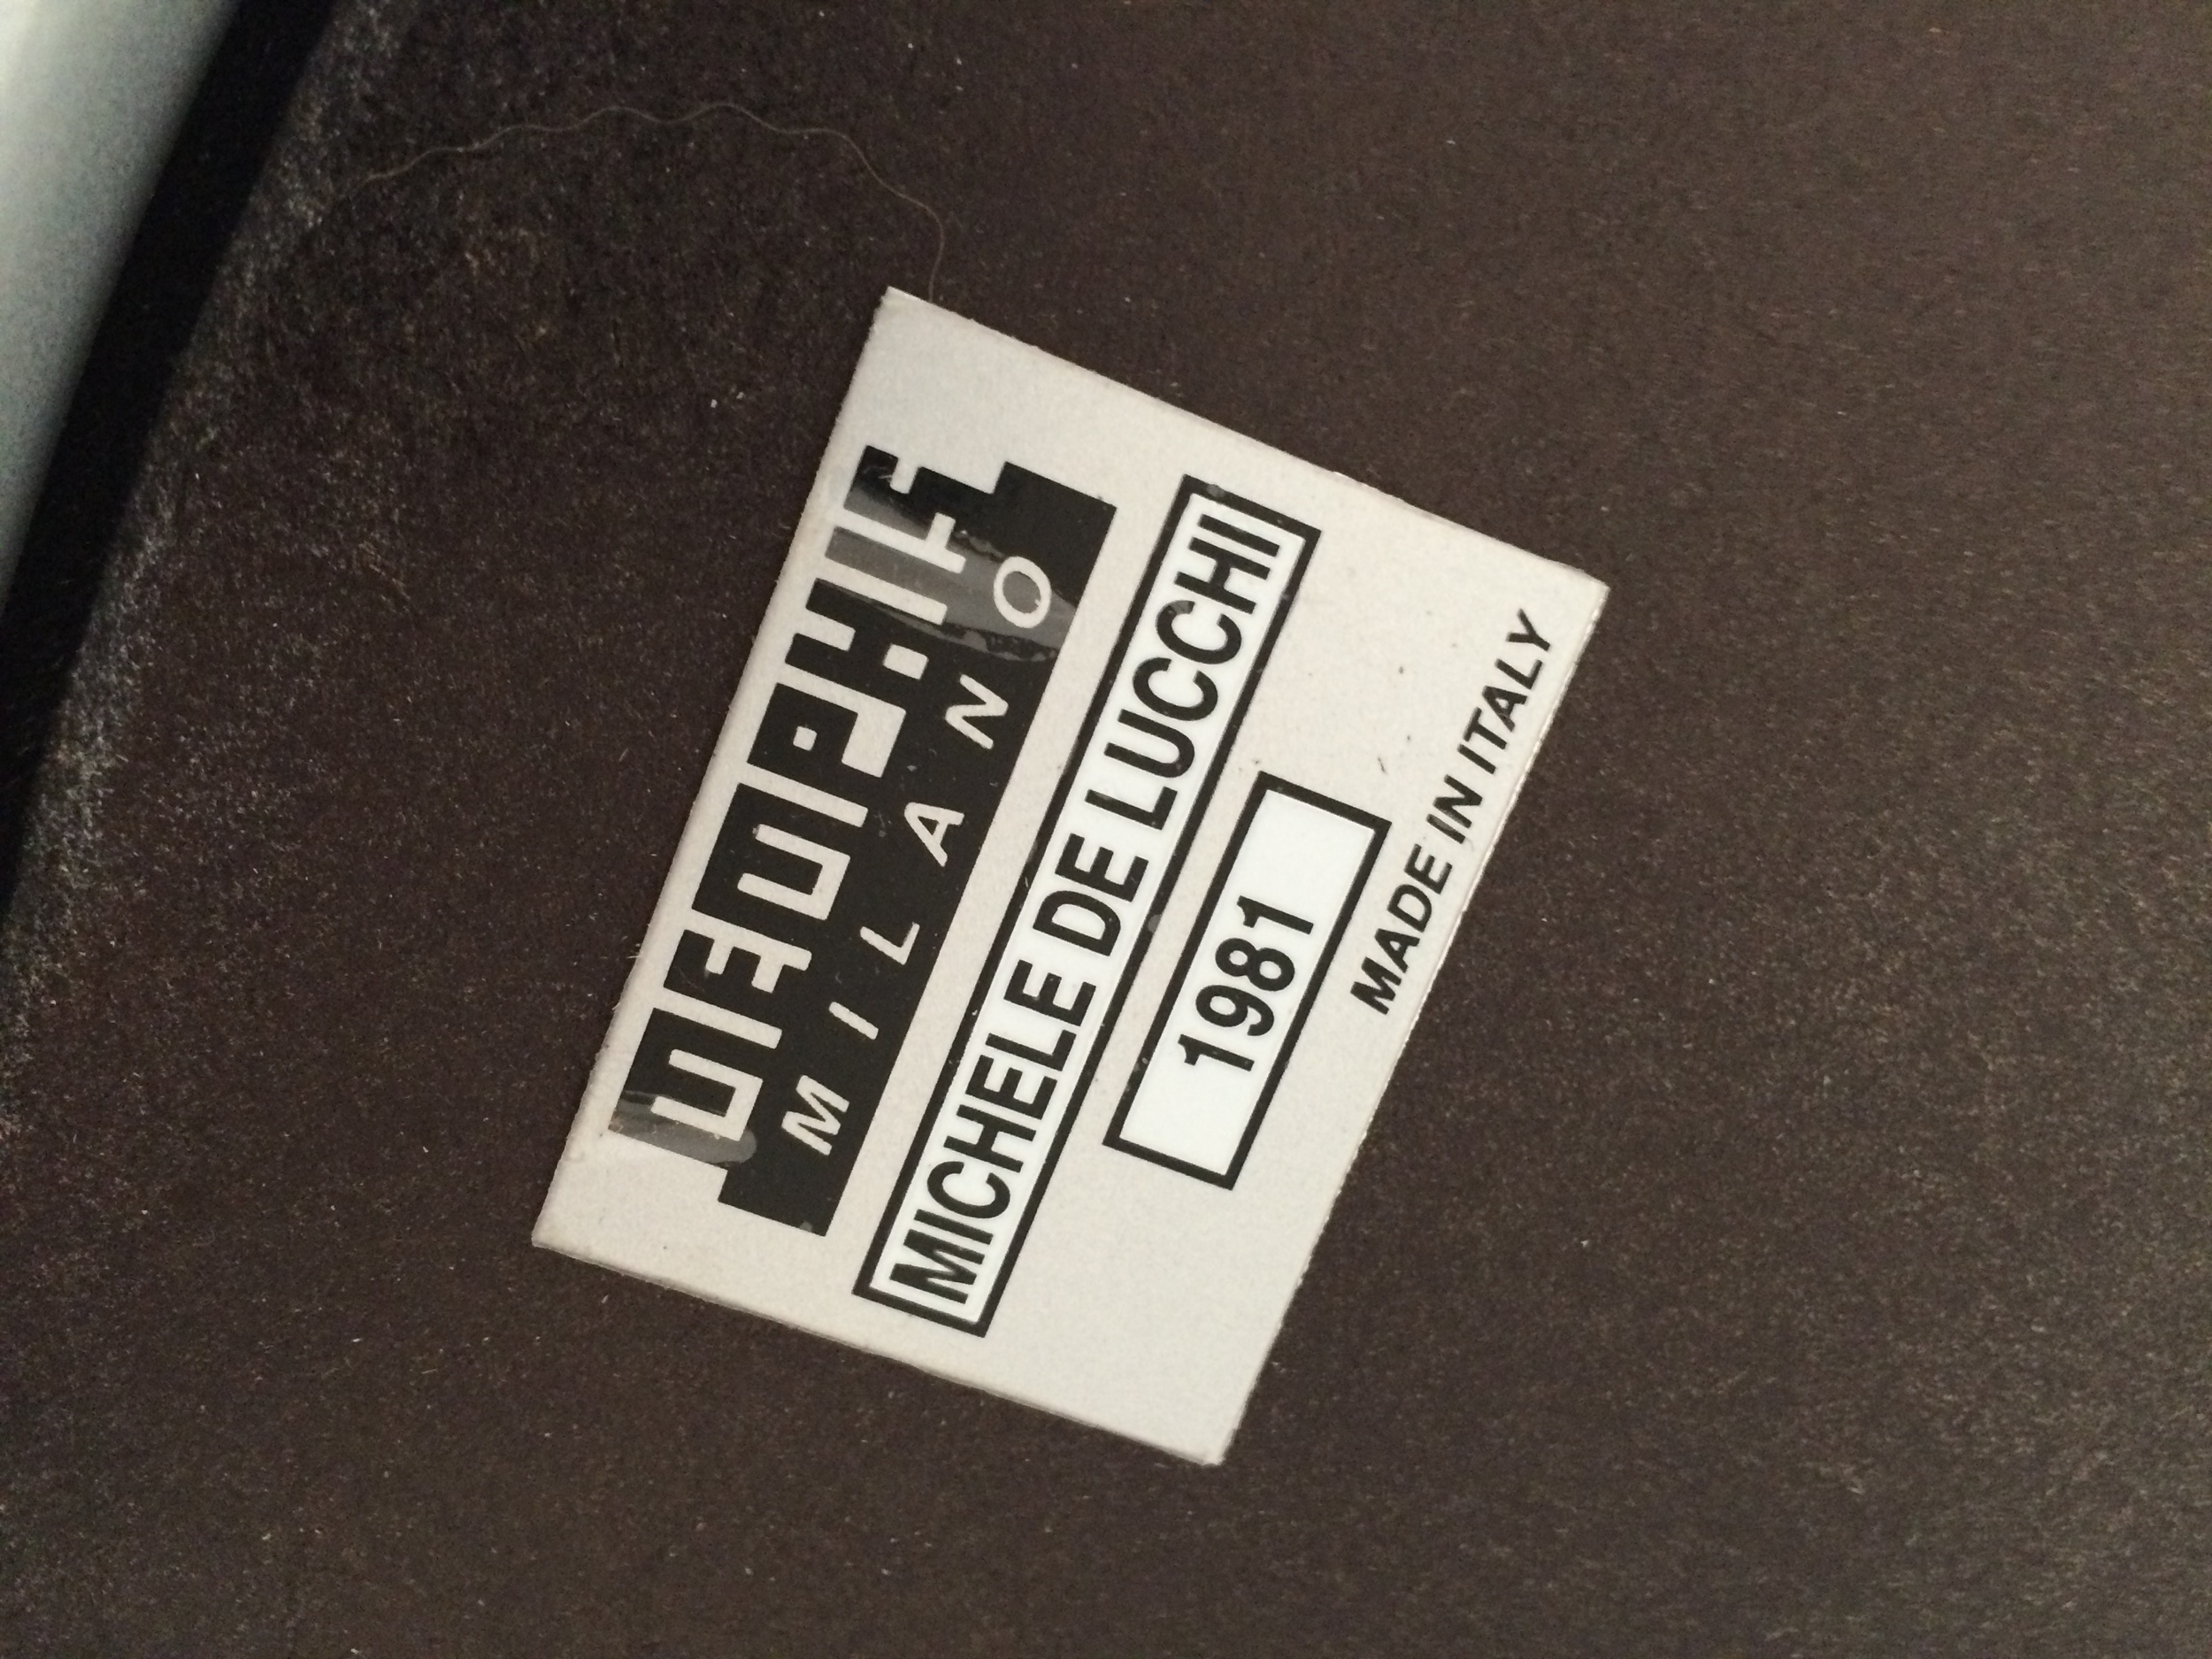 MEMPHIS
MILANO
MICHELE DE LUCCHI
1981
MADE IN ITALY